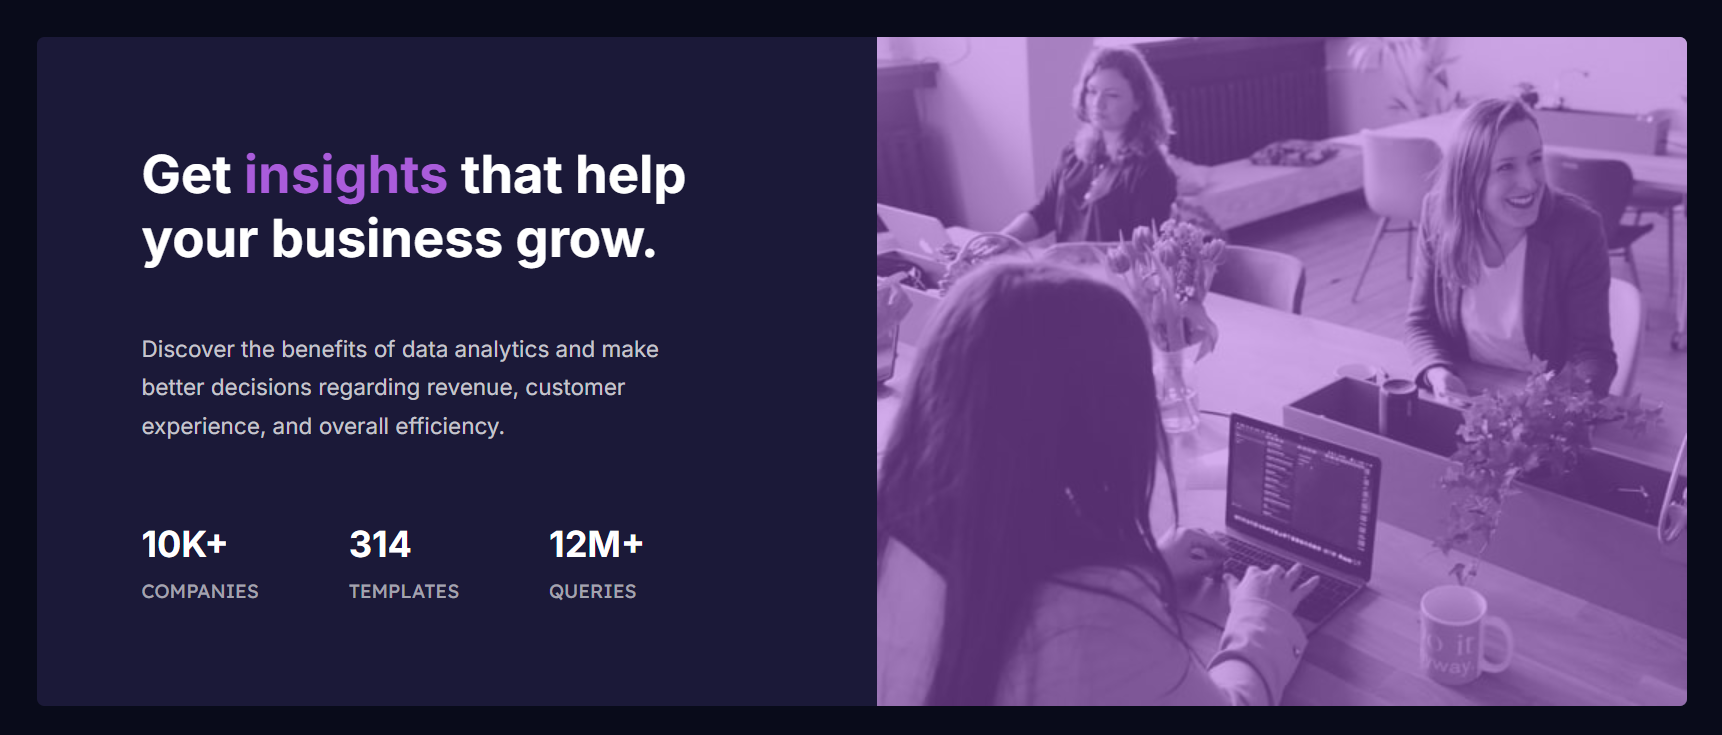 Get insights that help
your business grow.
Discover the benefits of data analytics and make
better decisions regarding revenue, customer
experience, and overall efficiency.
10K+
COMPANIES
314
TEMPLATES
12M+
QUERIES